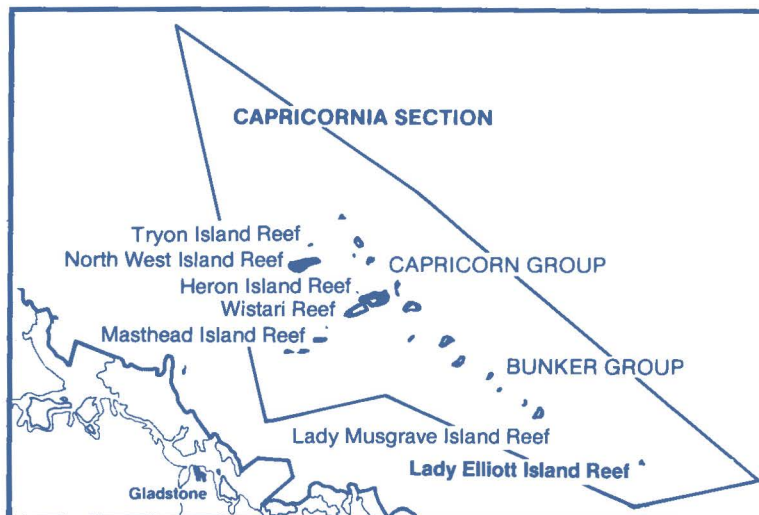 CAPRICORNIA SECTION
Tryon Island Reef
North West Island Reef
CAPRICORN GROUP
Heron Island Reef
Wistari Reef
Masthead Island Reef
BUNKER GROUP
Lady Musgrave Island Reef
Lady Elliott Island Reef
Gladstone